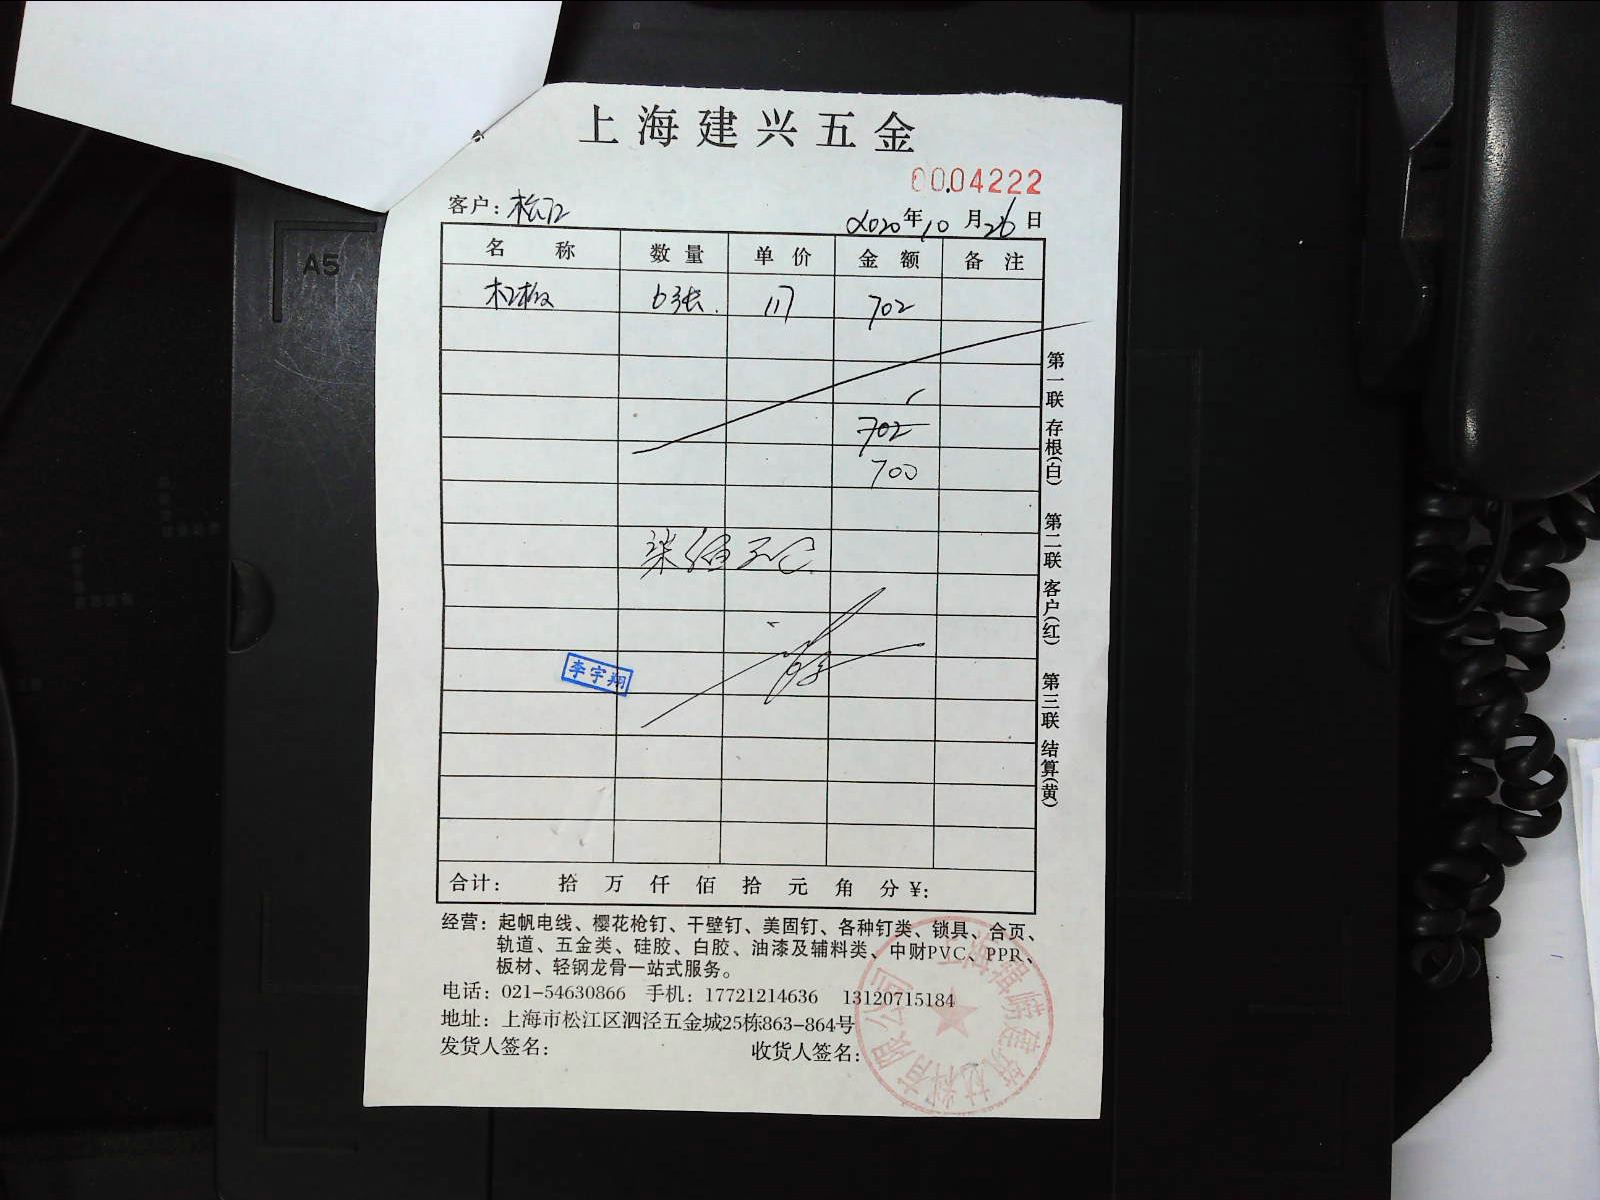 上海建兴五金
0004222
客户：松江
2020年10月26日
名称 数量 单价 金额 备注
木板 6张. 117 702
702
700
李宇翔
合计： 拾 万 仟 佰 拾 元 角 分￥：
第一联 存根(白) 第二联 客户(红) 第三联 结算(黄)
经营：起帆电线、樱花枪钉、干壁钉、美固钉、各种钉类、锁具、合页、
轨道、五金类、硅胶、白胶、油漆及辅料类、中财PVC、PPR、
板材、轻钢龙骨一站式服务。
电话：021-54630866 手机：17721214636 13120715184
地址：上海市松江区泗泾五金城25栋863-864号
发货人签名： 收货人签名：
A5